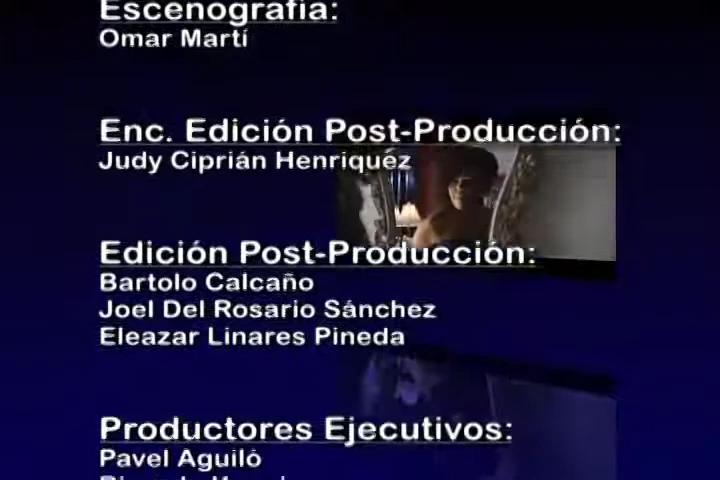 Escenografía:
Omar Martí
Enc. Edición Post-Producción:
Judy Ciprián Henriquéz
Edición Post-Producción:
Bartolo Calcaño
Joel Del Rosario Sánchez
Eleazar Linares Pineda
Productores Ejecutivos:
Pavel Aguiló